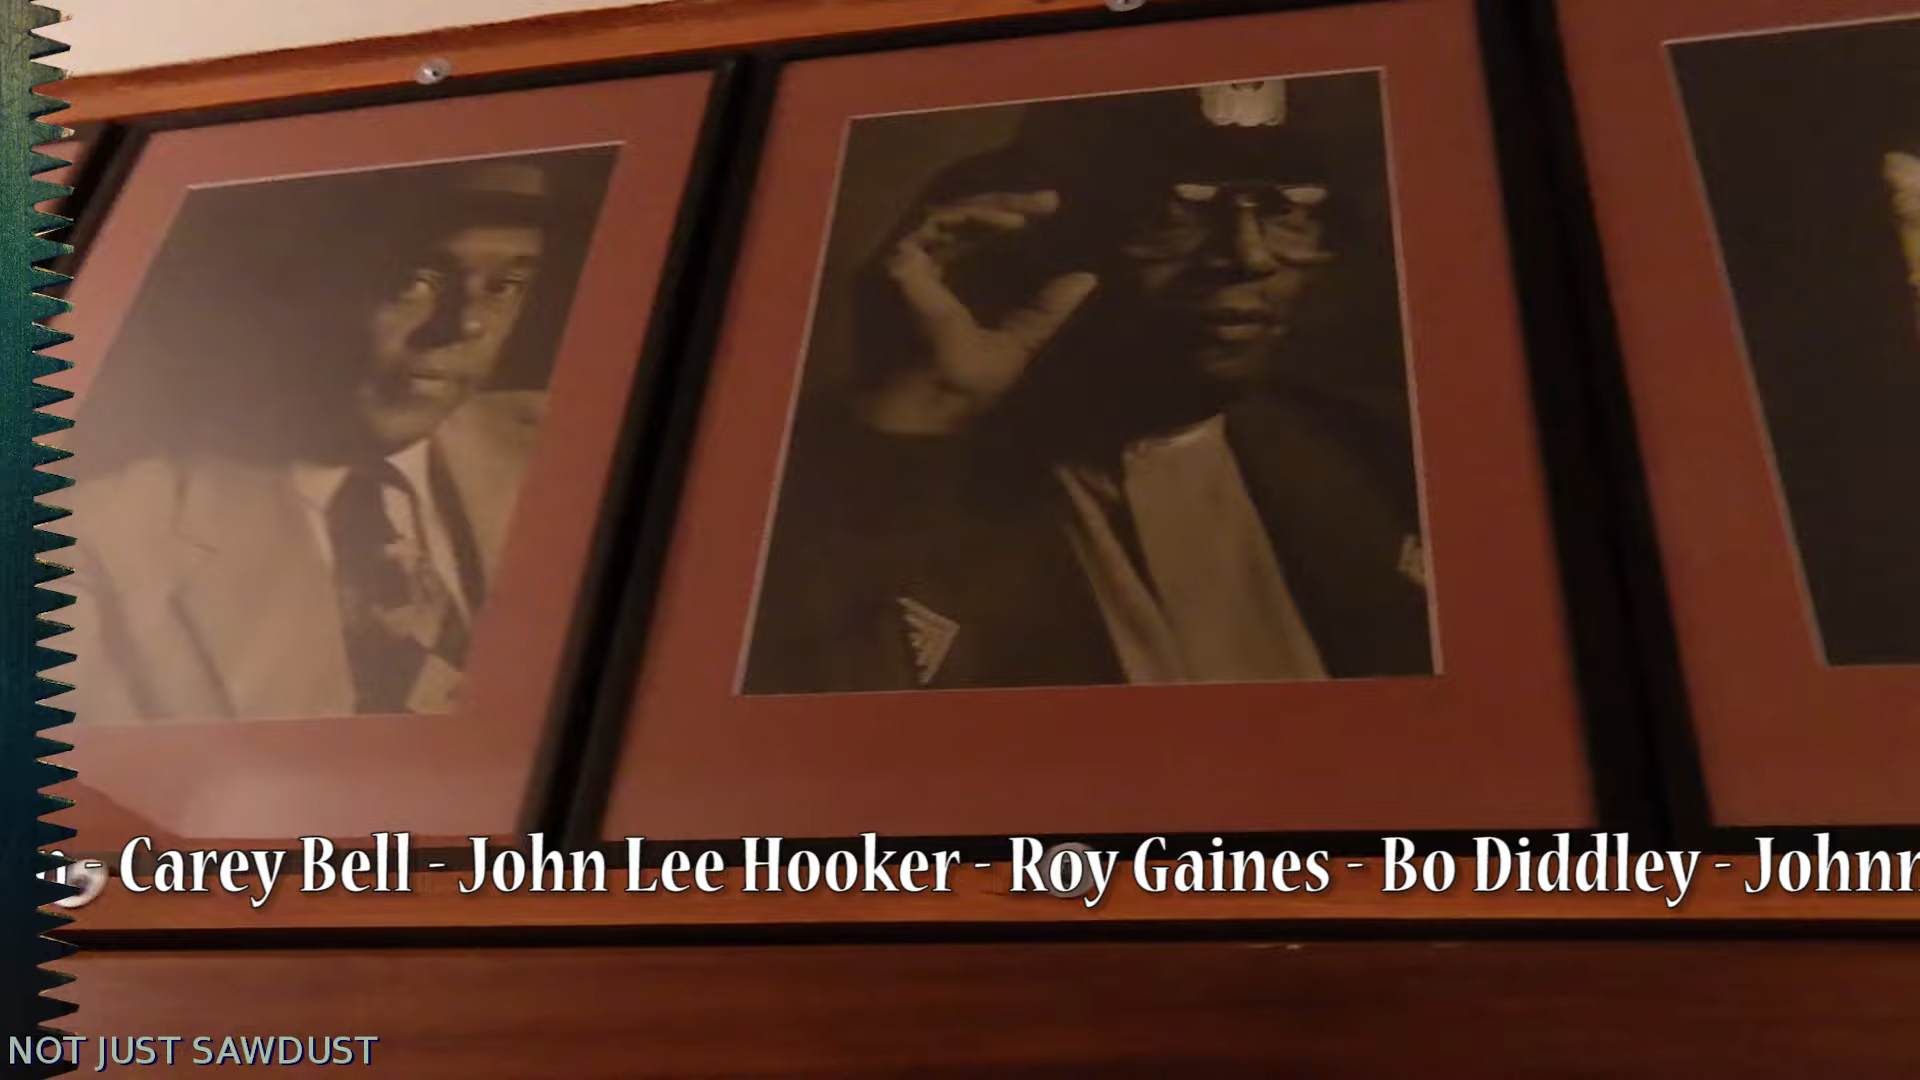 - Carey Bell - John Lee Hooker - Roy Gaines - Bo Diddley -
NOT JUST SAWDUST